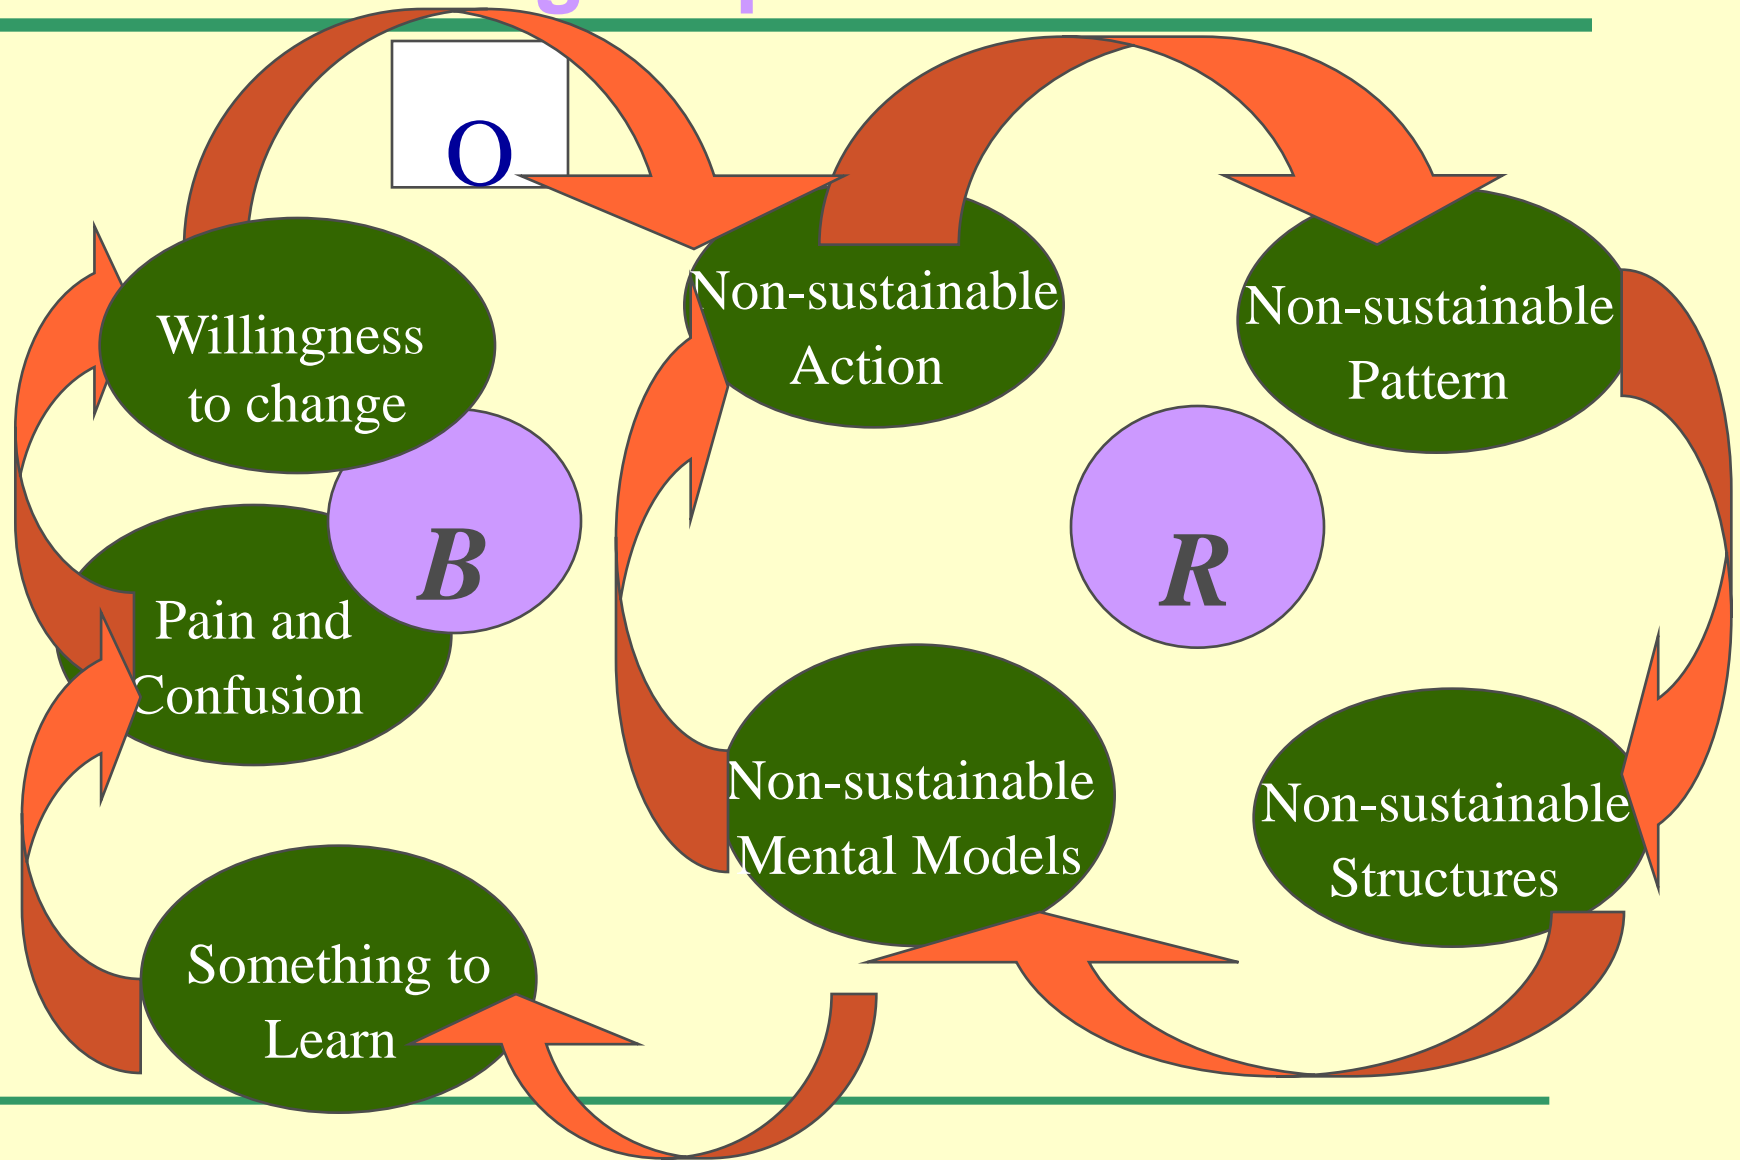 O
Willingness
to change
Non-sustainable
Action
Non-sustainable
Pattern
B
R
Pain and
Confusion
Non-sustainable
Mental Models
Non-sustainable
Structures
Something to
Learn